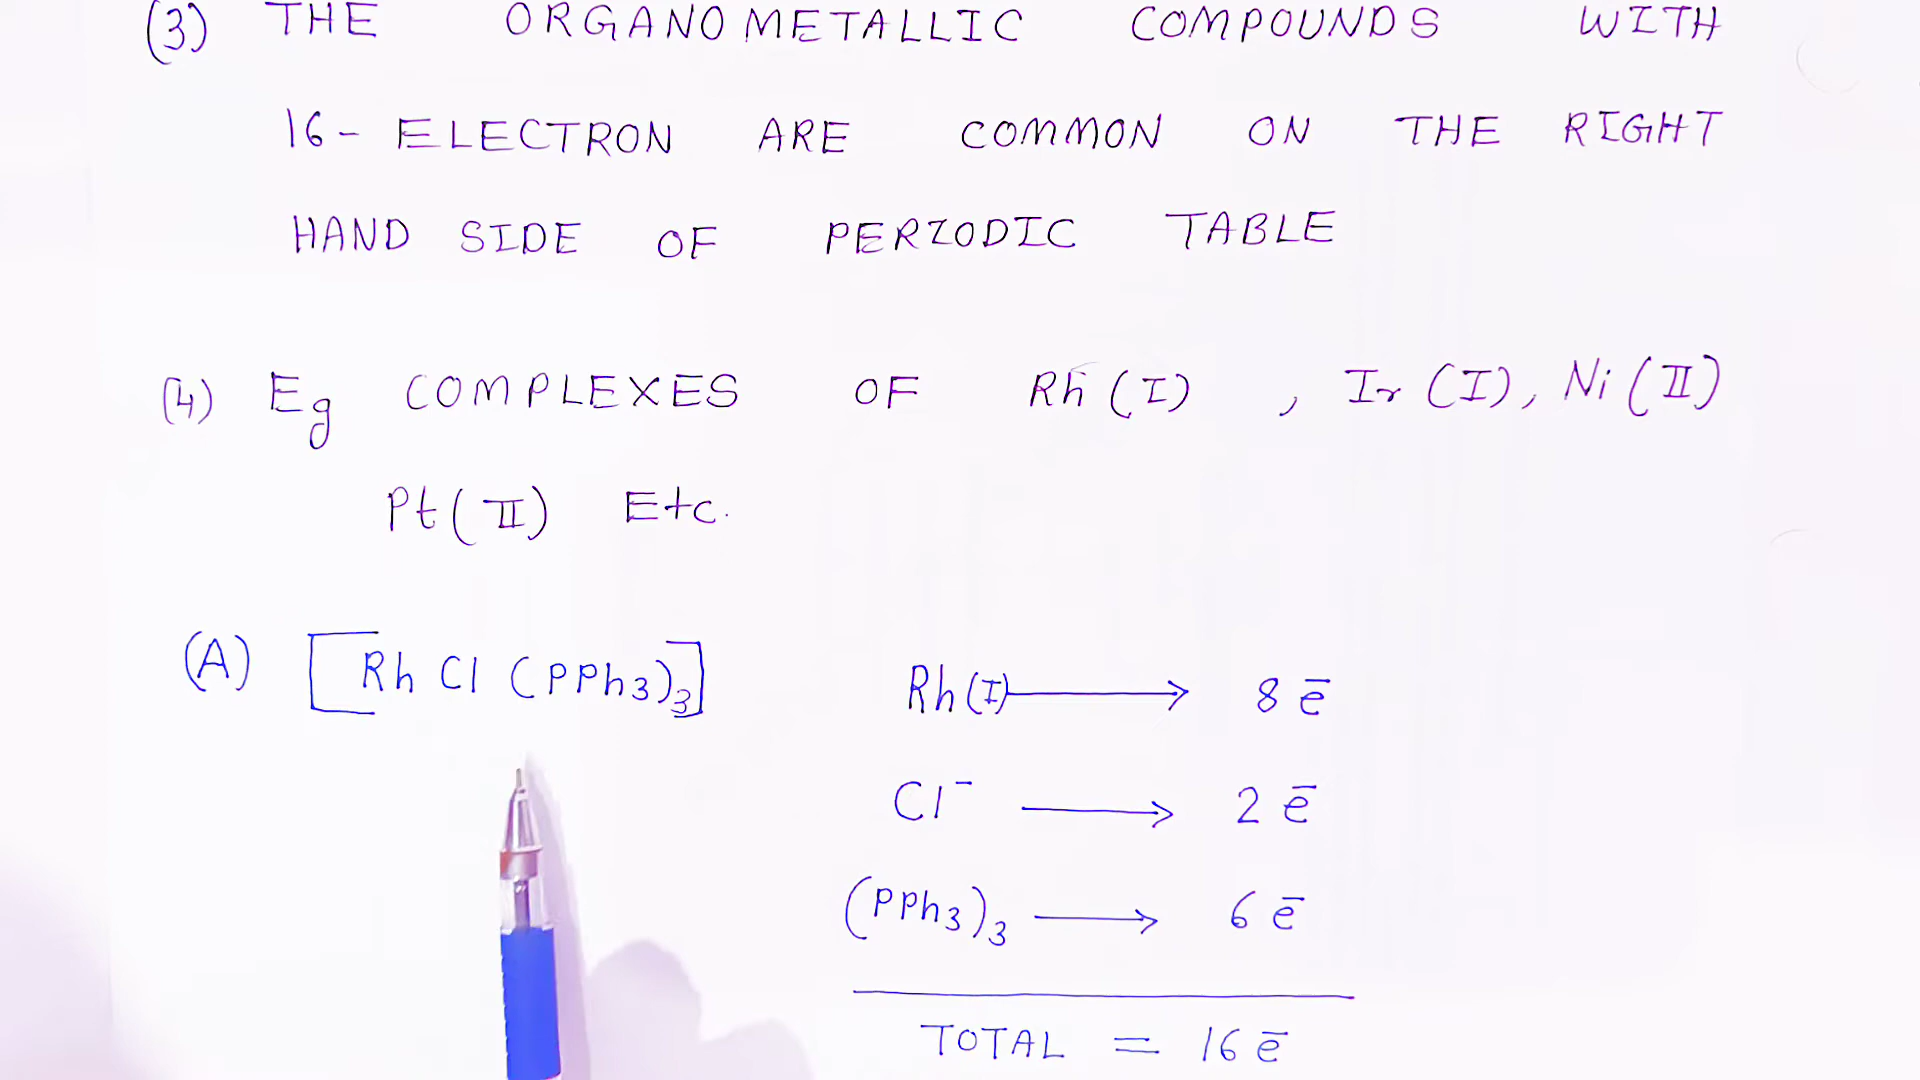 (3) THE ORGANOMETALLIC COMPOUNDS WITH
16- ELECTRON ARE COMMON ON THE RIGHT
HAND SIDE OF PERIODIC TABLE
(4) Eg COMPLEXES OF Rh (I) , Ir (I), Ni (II)
Pt (II) Etc.
(A) [Rh Cl (PPh3)₃] Rh (I) ⟶ 8 e̅
Cl⁻ ⟶ 2 e̅
(PPh3)₃ ⟶ 6 e̅
TOTAL = 16 e̅